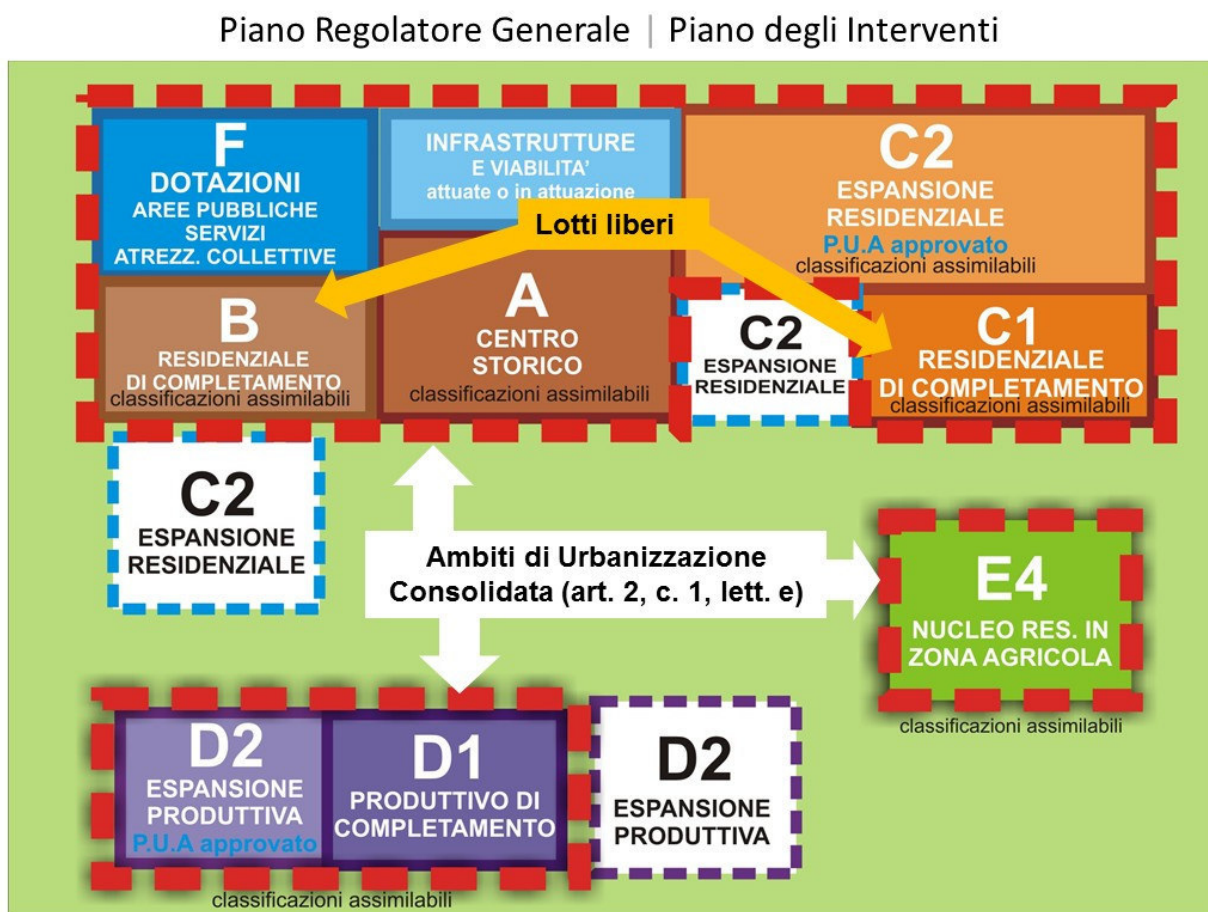 Piano Regolatore Generale | Piano degli Interventi
F
DOTAZIONI
AREE PUBBLICHE
SERVIZI
ATREZZ. COLLETTIVE
INFRASTRUTTURE
E VIABILITA'
attuate o in attuazione
C2
ESPANSIONE
RESIDENZIALE
P.U.A approvato
classificazioni assimilabili
Lotti liberi
B
RESIDENZIALE
DI COMPLETAMENTO
classificazioni assimilabili
A
CENTRO
STORICO
classificazioni assimilabili
C2
ESPANSIONE
RESIDENZIALE
C1
RESIDENZIALE
DI COMPLETAMENTO
classificazioni assimilabili
C2
ESPANSIONE
RESIDENZIALE
Ambiti di Urbanizzazione
Consolidata (art. 2, c. 1, lett. e)
E4
NUCLEO RES. IN
ZONA AGRICOLA
classificazioni assimilabili
D2
ESPANSIONE
PRODUTTIVA
P.U.A approvato
D1
PRODUTTIVO DI
COMPLETAMENTO
classificazioni assimilabili
D2
ESPANSIONE
PRODUTTIVA